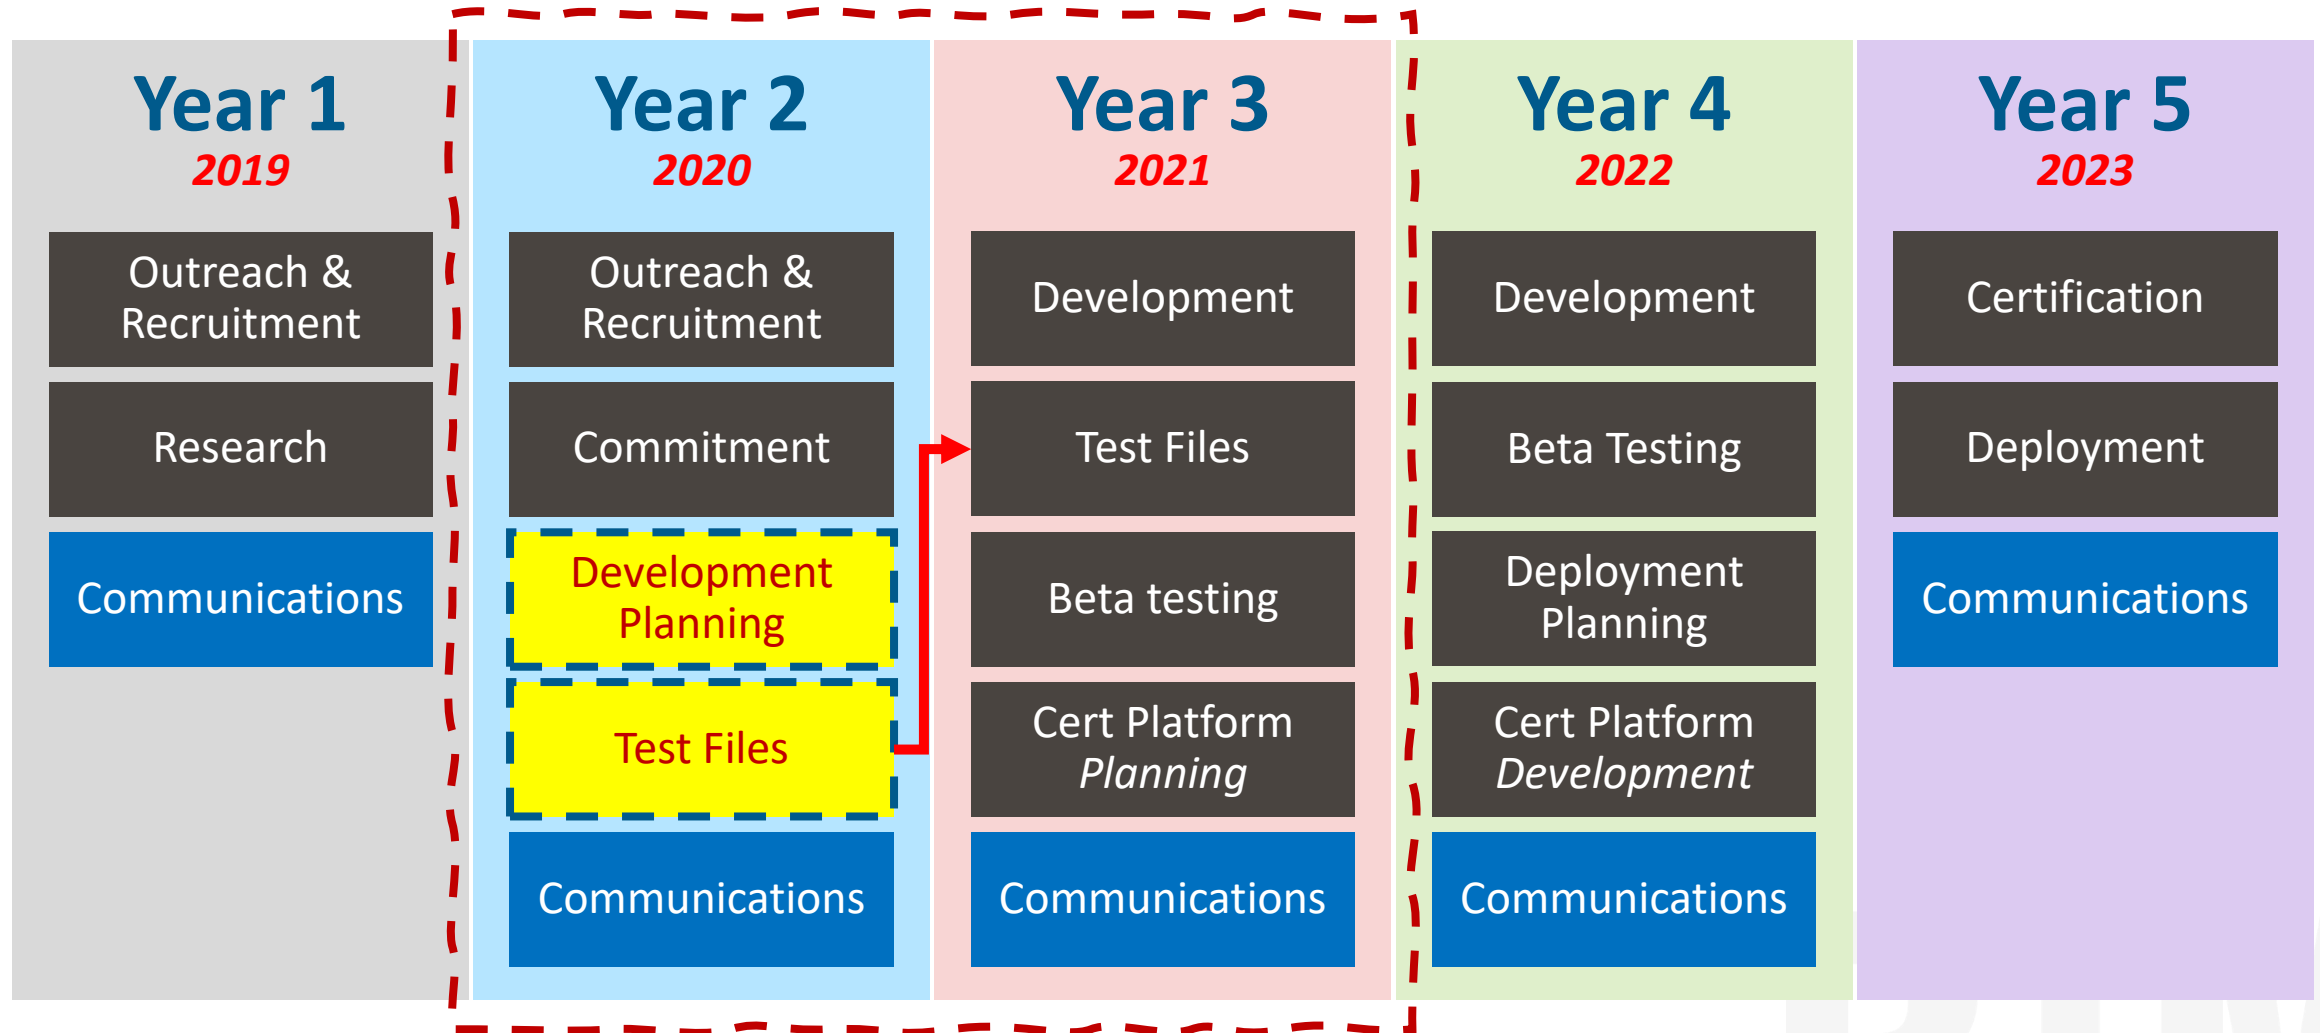 Year 1
2019
Outreach &
Recruitment
Research
Communications
Year 2
2020
Outreach &
Recruitment
Commitment
Development
Planning
Test Files
Communications
Year 3
2021
Development
Test Files
Beta testing
Cert Platform
Planning
Communications
Year 4
2022
Development
Beta Testing
Deployment
Planning
Cert Platform
Development
Communications
Year 5
2023
Certification
Deployment
Communications